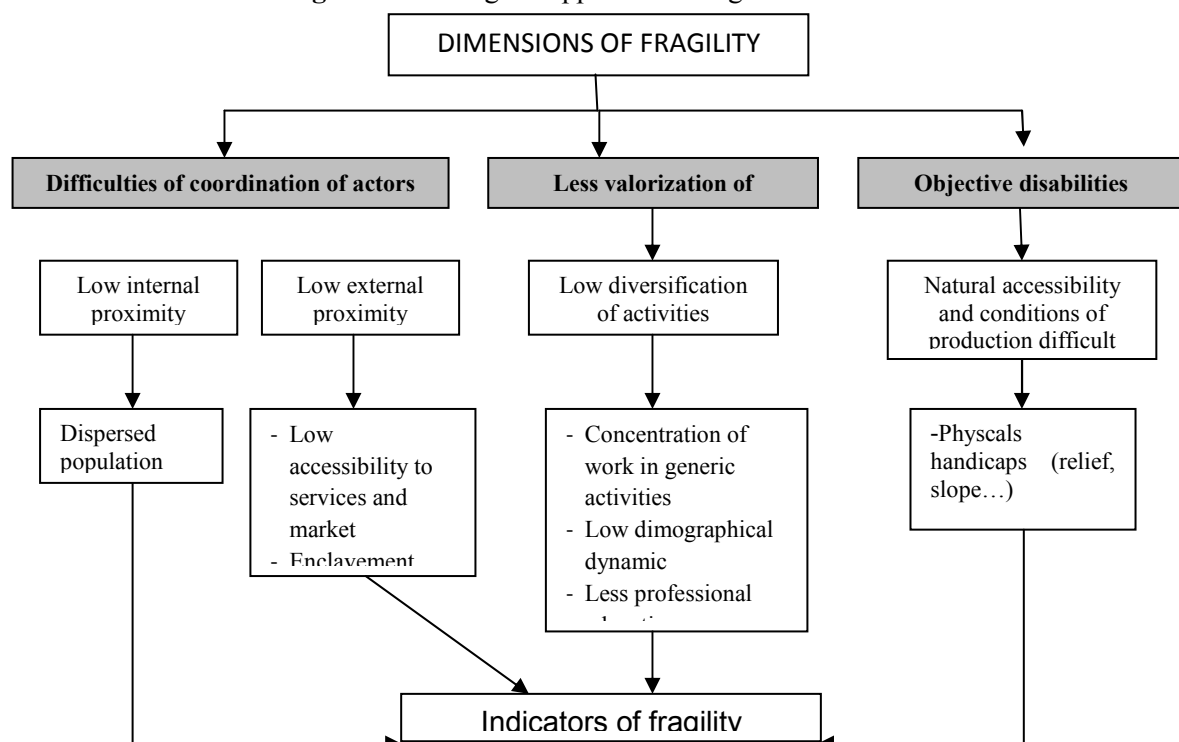 DIMENSIONS OF FRAGILITY
Difficulties of coordination of actors
Less valorization of
Objective disabilities
Low internal
proximity
Low external
proximity
Low diversification
of activities
Natural accessibility
and conditions of
production difficult
Dispersed
population
- Low
accessibility to
services and
market
- Enclavement
- Concentration of
work in generic
activities
- Low dimographical
dynamic
- Less professional
-Physcals
handicaps (relief,
slope…)
Indicators of fragility